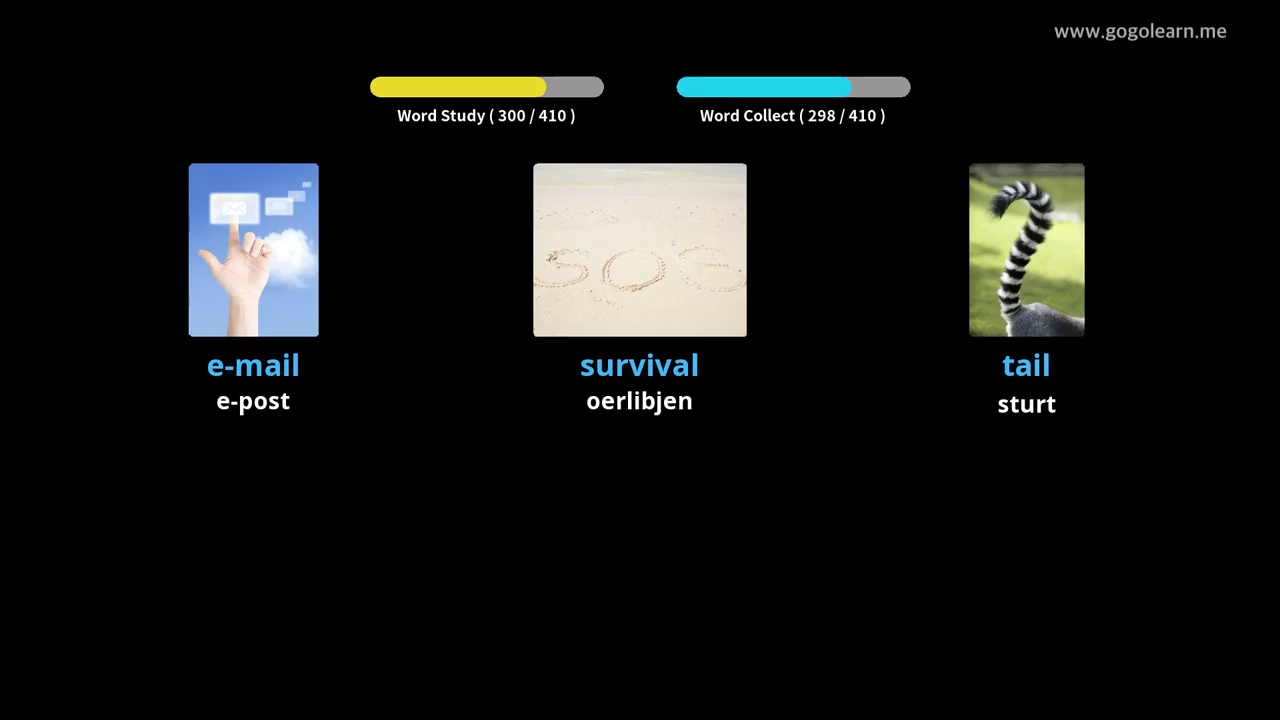 www.gogolearn.me
Word Study ( 300 / 410 )
Word Collect ( 298 / 410 )
SOS
e-mail
survival
tail
e-post
oerlibjen
sturt